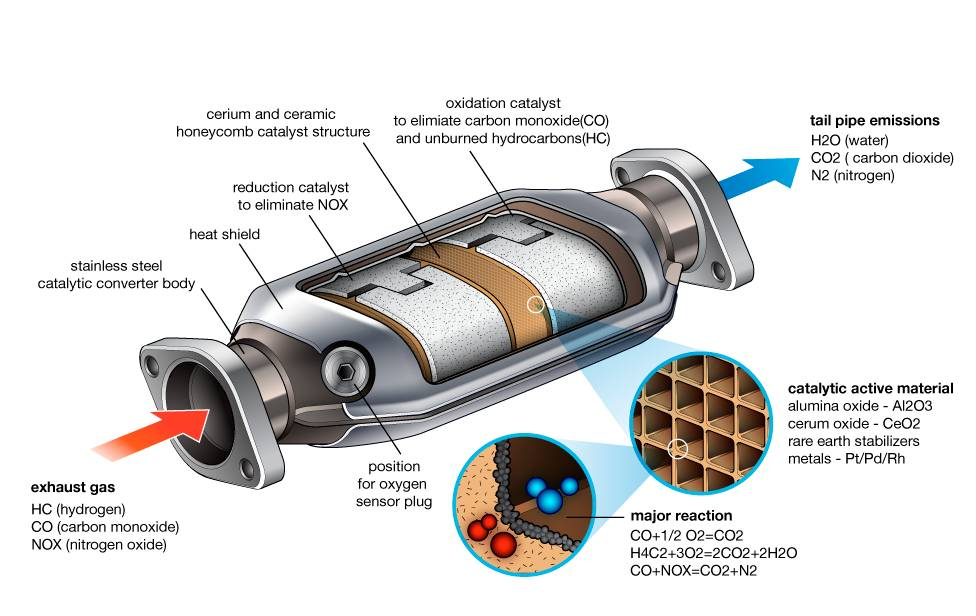 oxidation catalyst
to elimiate carbon monoxide(CO)
and unburned hydrocarbons(HC)
cerium and ceramic
honeycomb catalyst structure
tail pipe emissions
H2O (water)
CO2 ( carbon dioxide)
N2 (nitrogen)
reduction catalyst
to eliminate NOX
heat shield
stainless steel
catalytic converter body
catalytic active material
alumina oxide - Al2O3
cerum oxide - CeO2
rare earth stabilizers
metals - Pt/Pd/Rh
position
for oxygen
sensor plug
exhaust gas
HC (hydrogen)
CO (carbon monoxide)
NOX (nitrogen oxide)
major reaction
CO+1/2 O2=CO2
H4C2+3O2=2CO2+2H2O
CO+NOX=CO2+N2